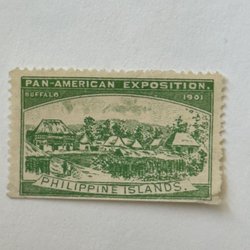 PAN-AMERICAN EXPOSITION.
BUFFALO 1901
PHILIPPINE ISLANDS.